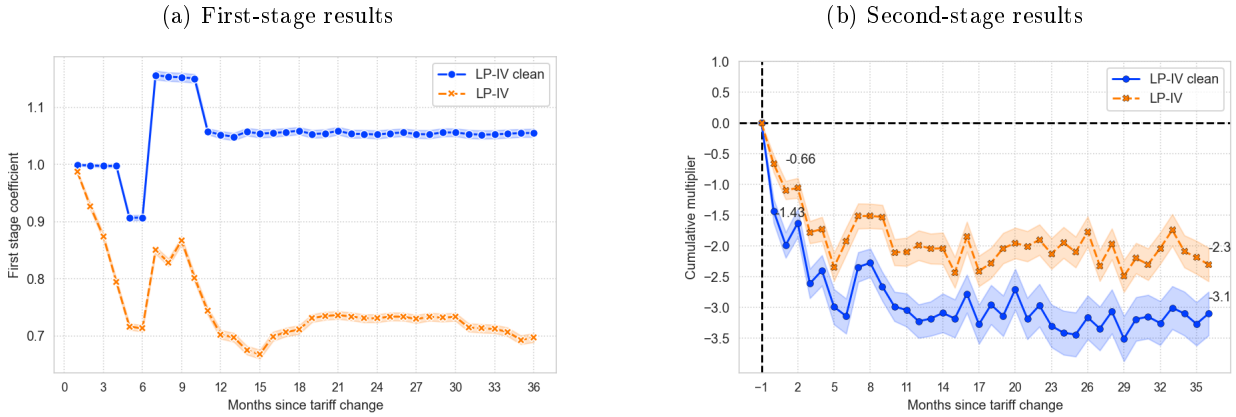 (a) First-stage results
First stage coefficient
1.1
1.0
0.9
0.8
0.7
LP-IV clean
LP-IV
0 3 6 9 12 15 18 21 24 27 30 33 36
Months since tariff change
(b) Second-stage results
Cumulative multiplier
1.0
0.5
0.0
−0.5
−1.0
−1.5
−2.0
−2.5
−3.0
−3.5
LP-IV clean
LP-IV
-0.66
-1.43
-2.3
-3.1
−1 2 5 8 11 14 17 20 23 26 29 32 35
Months since tariff change